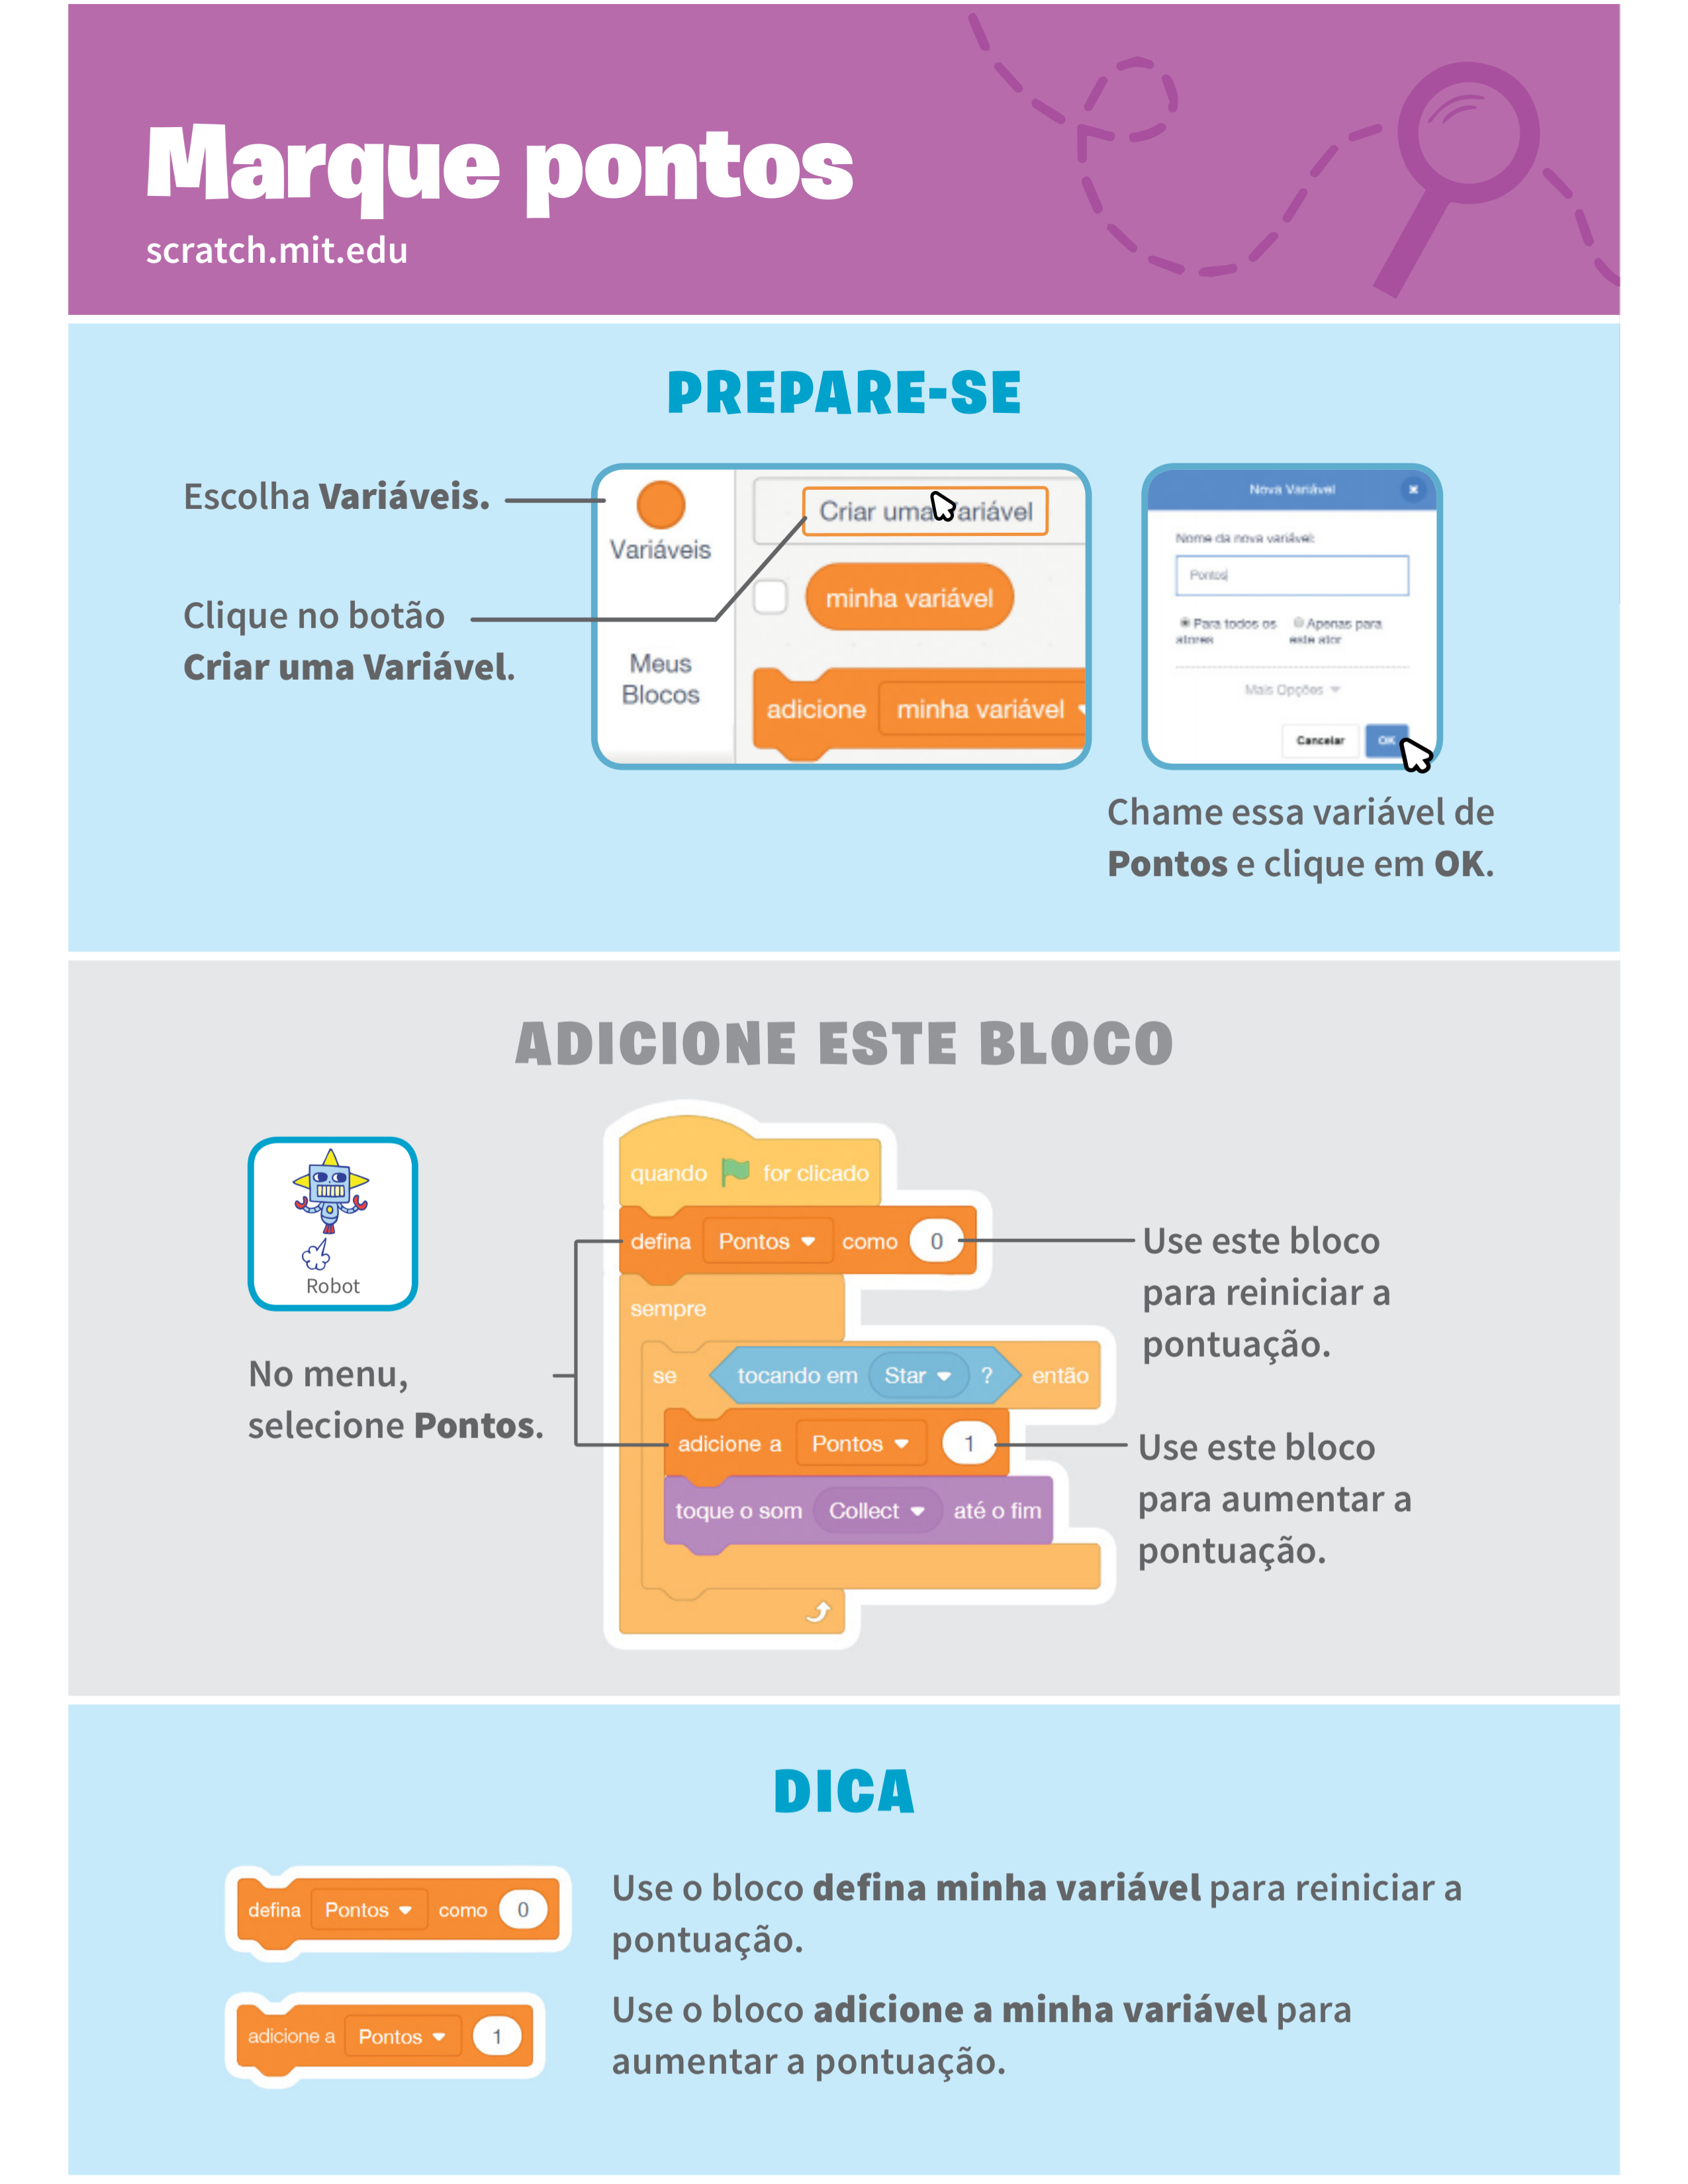 Marque pontos
scratch.mit.edu
PREPARE-SE
Escolha Variáveis.
Clique no botão
Criar uma Variável.
Variáveis
Meus
Blocos
Criar uma ariável
minha variável
adicione minha variável
Nova Variável
Nome da nova variável:
Pontos
Para todos os
atores
Apenas para
este ator
Mais Opções
Cancelar OK
Chame essa variável de
Pontos e clique em OK.
ADICIONE ESTE BLOCO
Robot
No menu,
selecione Pontos.
quando for clicado
defina Pontos como 0
sempre
se tocando em Star ? então
adicione a Pontos 1
toque o som Collect até o fim
Use este bloco
para reiniciar a
pontuação.
Use este bloco
para aumentar a
pontuação.
DICA
defina Pontos como 0
Use o bloco defina minha variável para reiniciar a
pontuação.
adicione a Pontos 1
Use o bloco adicione a minha variável para
aumentar a pontuação.